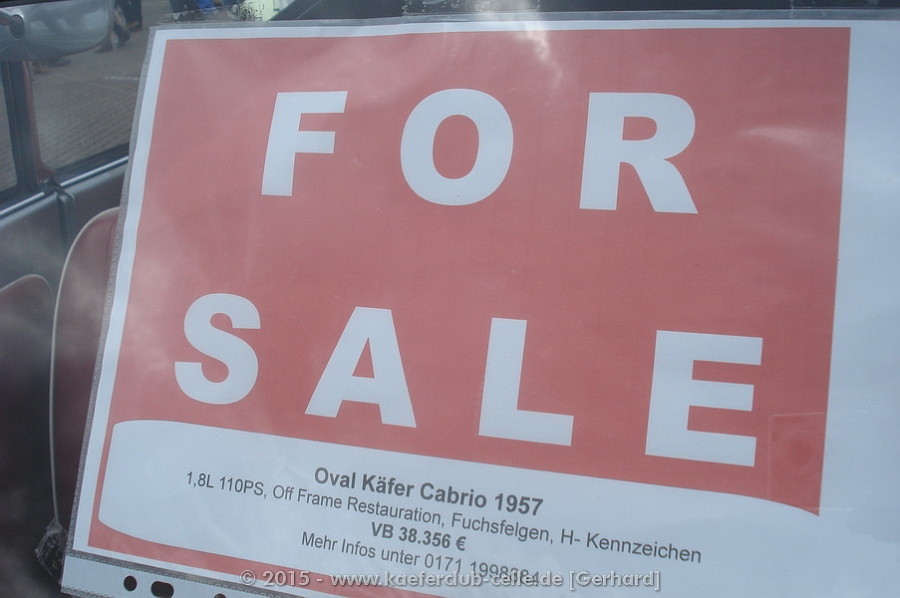 FOR
SALE
Oval Käfer Cabrio 1957
1,8L 110PS, Off Frame Restauration, Fuchsfelgen, H- Kennzeichen
VB 38.356 €
Mehr Infos unter 0171
© 2015 - www.kaeferclub-celle.de [Gerhard]